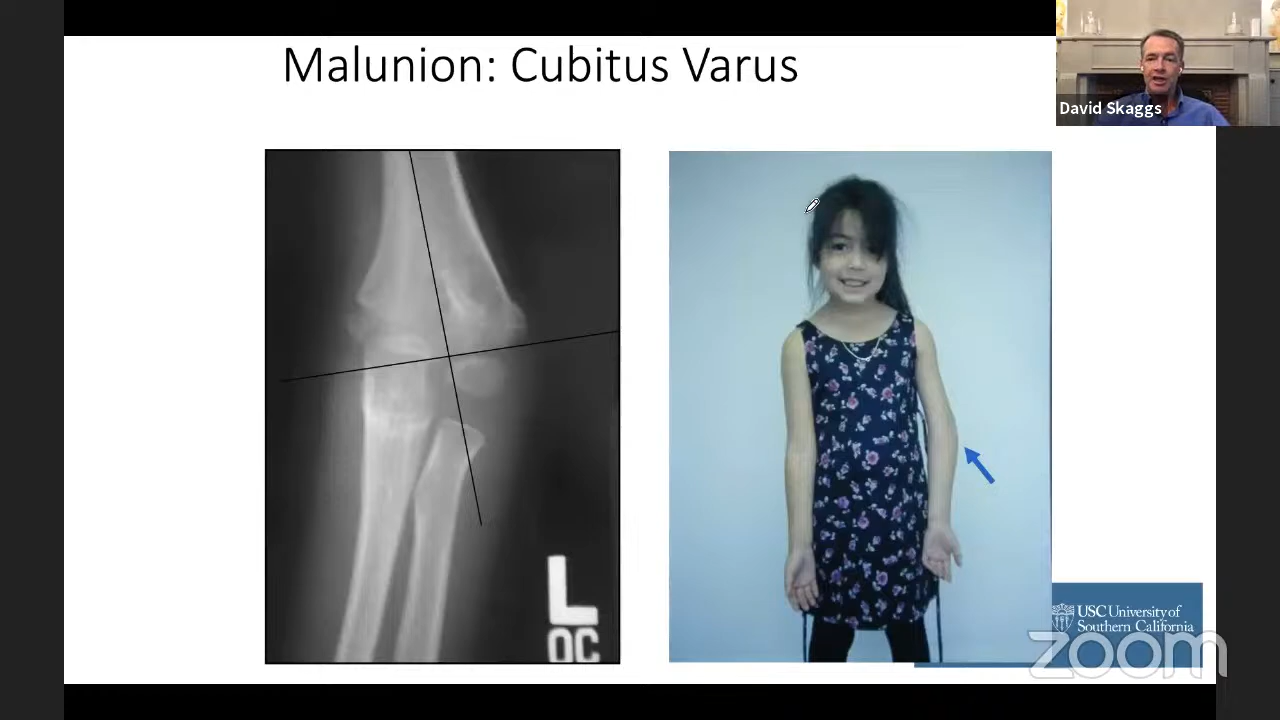 Malunion: Cubitus Varus
David Skaggs
L
OC
USC University of
Southern California
zoom